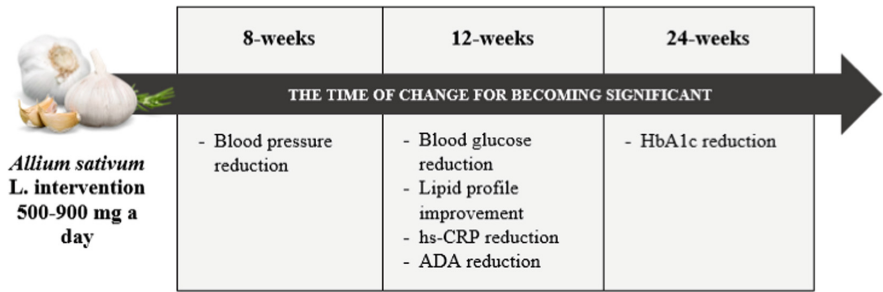 8-weeks
12-weeks
24-weeks
THE TIME OF CHANGE FOR BECOMING SIGNIFICANT
Allium sativum
L. intervention
500-900 mg a
day
- Blood pressure
reduction
- Blood glucose
reduction
- Lipid profile
improvement
- hs-CRP reduction
- ADA reduction
- HbA1c reduction